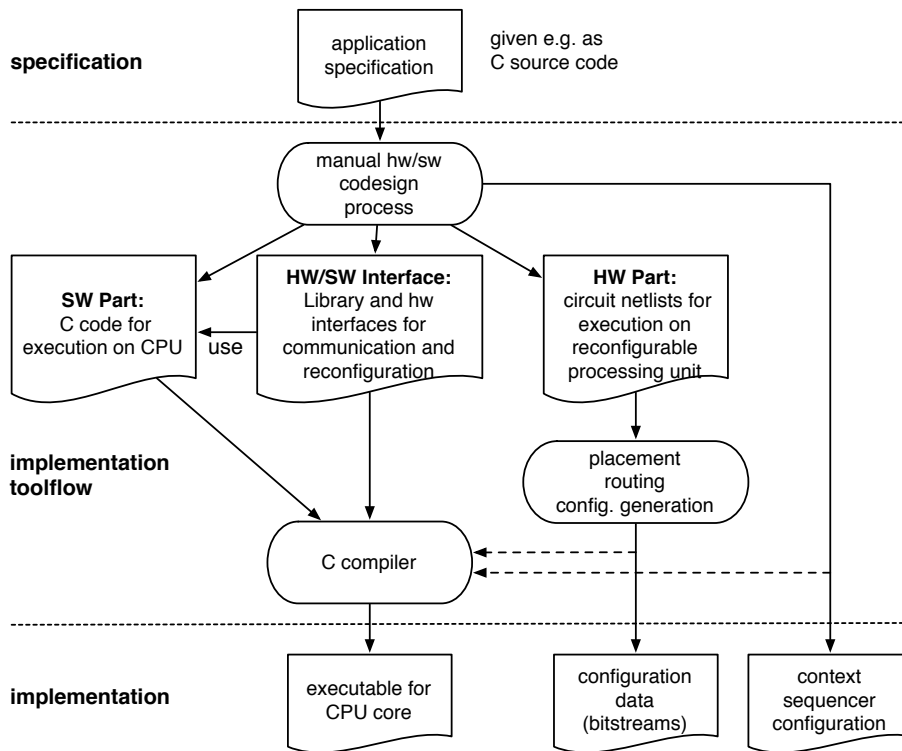 application
specification
given e.g. as
C source code
specification
manual hw/sw
codesign
process
SW Part:
C code for
execution on CPU
use
HW/SW Interface:
Library and hw
interfaces for
communication and
reconfiguration
HW Part:
circuit netlists for
execution on
reconfigurable
processing unit
implementation
toolflow
placement
routing
config. generation
C compiler
implementation
executable for
CPU core
configuration
data
(bitstreams)
context
sequencer
configuration